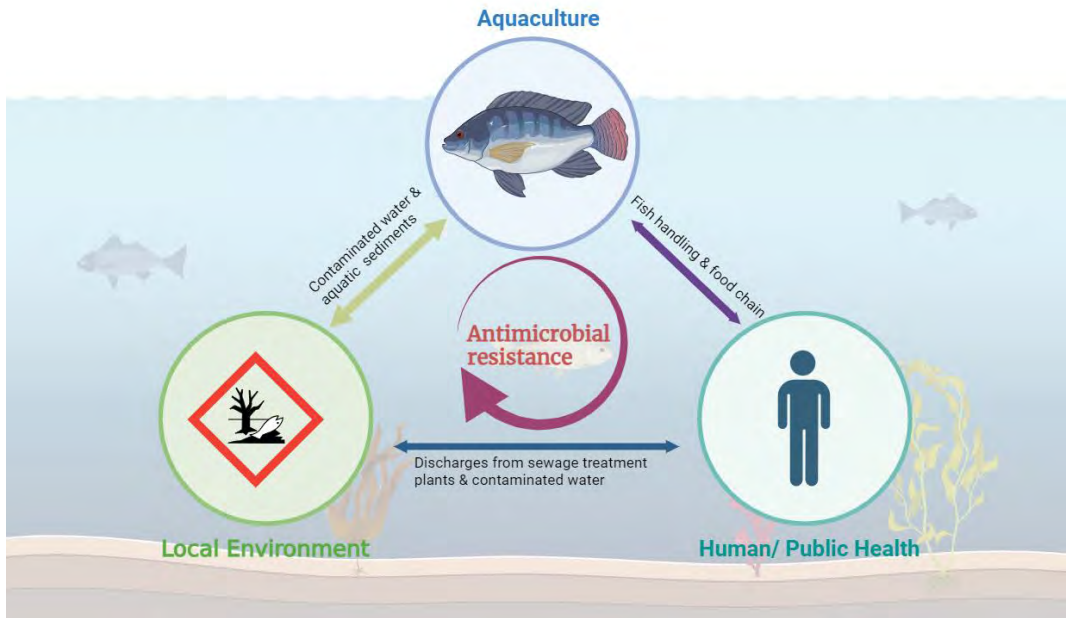 Aquaculture
Contaminated water &
aquatic sediments
Fish handling & food chain
Antimicrobial
resistance
Discharges from sewage treatment
plants & contaminated water
Local Environment
Human/ Public Health